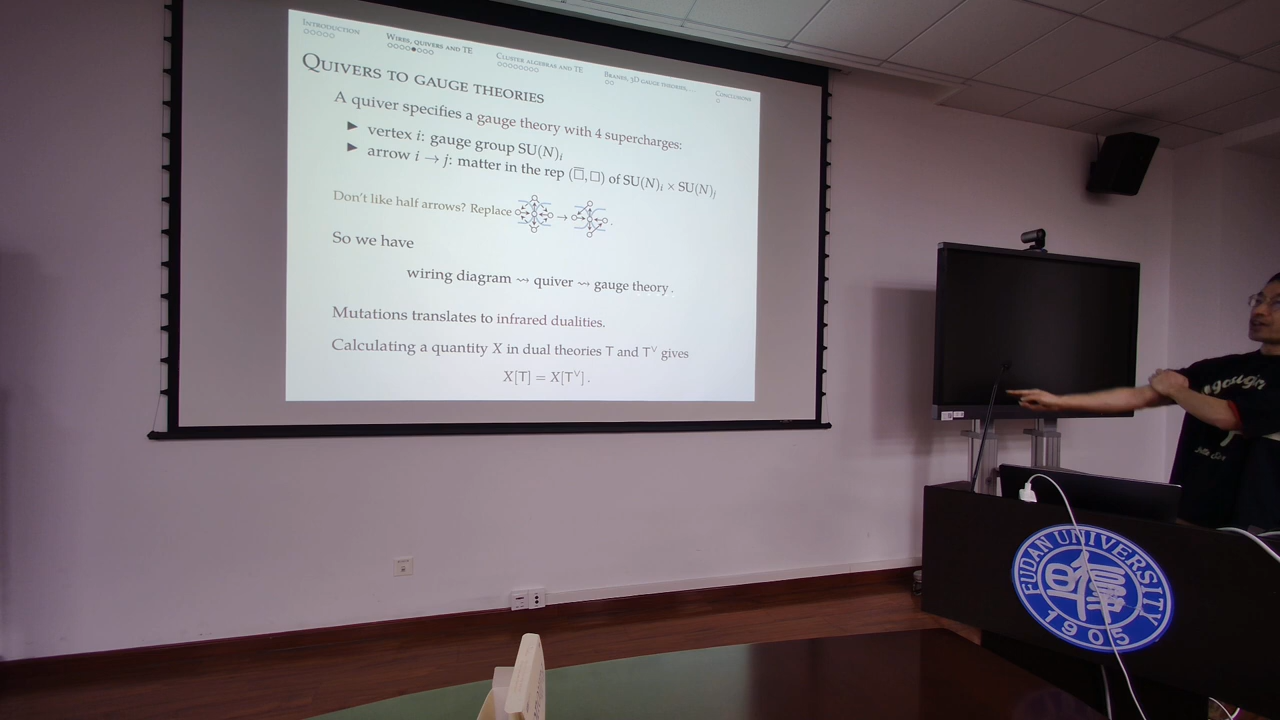 INTRODUCTION
WIRES, QUIVERS AND TE
CLUSTER ALGEBRAS AND TE
BRANES, 3D GAUGE THEORIES, ...
CONCLUSIONS
QUIVERS TO GAUGE THEORIES
A quiver specifies a gauge theory with 4 supercharges:
▶ vertex i: gauge group SU(N)ᵢ
▶ arrow i → j: matter in the rep (□̅, □) of SU(N)ᵢ × SU(N)ⱼ
Don't like half arrows? Replace → .
So we have
wiring diagram ⇝ quiver ⇝ gauge theory .
Mutations translates to infrared dualities.
Calculating a quantity X in dual theories T and T^∨ gives
X[T] = X[T^∨] .
FUDAN UNIVERSITY
1905